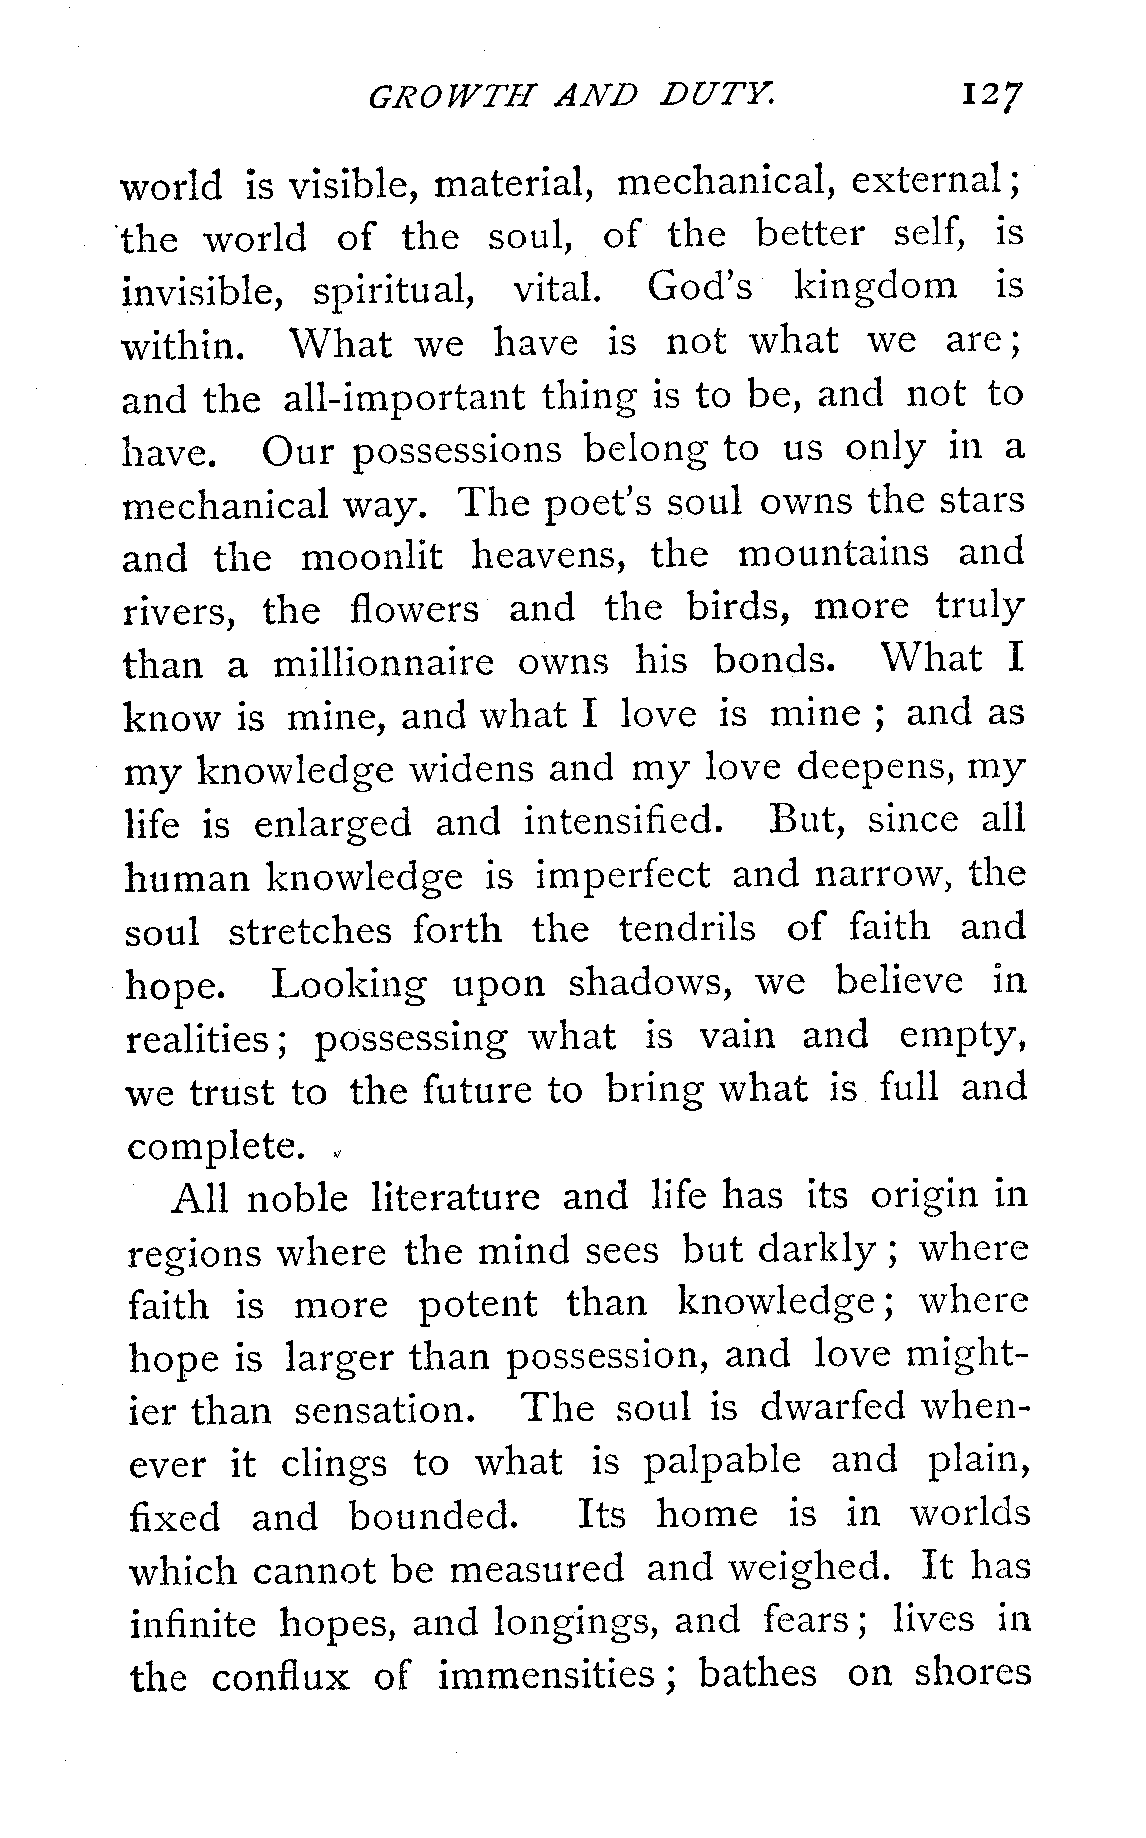 GROWTH AND DUTY. 127
world is visible, material, mechanical, external;
the world of the soul, of the better self, is
invisible, spiritual, vital. God's kingdom is
within. What we have is not what we are;
and the all-important thing is to be, and not to
have. Our possessions belong to us only in a
mechanical way. The poet's soul owns the stars
and the moonlit heavens, the mountains and
rivers, the flowers and the birds, more truly
than a millionnaire owns his bonds. What I
know is mine, and what I love is mine; and as
my knowledge widens and my love deepens, my
life is enlarged and intensified. But, since all
human knowledge is imperfect and narrow, the
soul stretches forth the tendrils of faith and
hope. Looking upon shadows, we believe in
realities; possessing what is vain and empty,
we trust to the future to bring what is full and
complete.
All noble literature and life has its origin in
regions where the mind sees but darkly; where
faith is more potent than knowledge; where
hope is larger than possession, and love might-
ier than sensation. The soul is dwarfed when-
ever it clings to what is palpable and plain,
fixed and bounded. Its home is in worlds
which cannot be measured and weighed. It has
infinite hopes, and longings, and fears; lives in
the conflux of immensities; bathes on shores